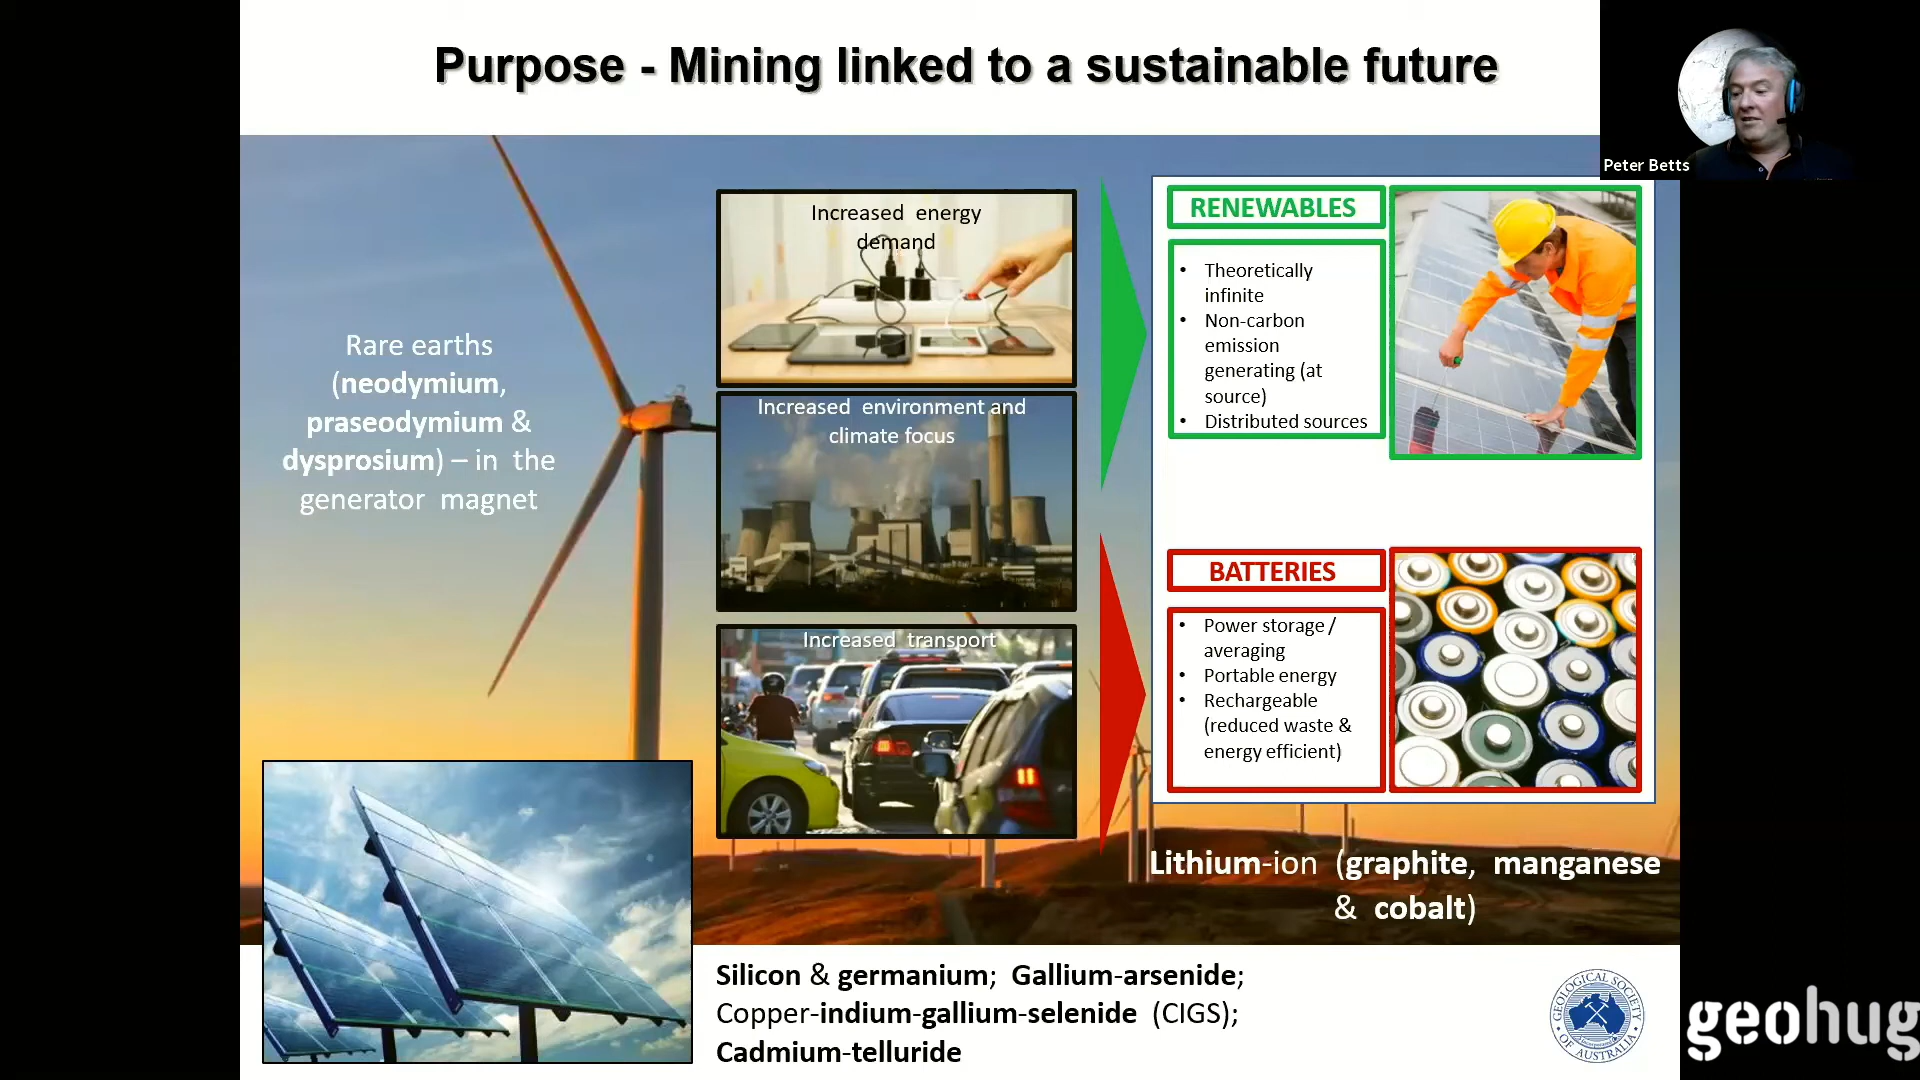 Purpose - Mining linked to a sustainable future
Peter Betts
Rare earths
(neodymium,
praseodymium &
dysprosium) – in the
generator magnet
Increased energy
demand
Increased environment and
climate focus
Increased transport
RENEWABLES
• Theoretically
infinite
• Non-carbon
emission
generating (at
source)
• Distributed sources
BATTERIES
• Power storage /
averaging
• Portable energy
• Rechargeable
(reduced waste &
energy efficient)
Lithium-ion (graphite, manganese
& cobalt)
Silicon & germanium; Gallium-arsenide;
Copper-indium-gallium-selenide (CIGS);
Cadmium-telluride
GEOLOGICAL SOCIETY
OF AUSTRALIA
geohug